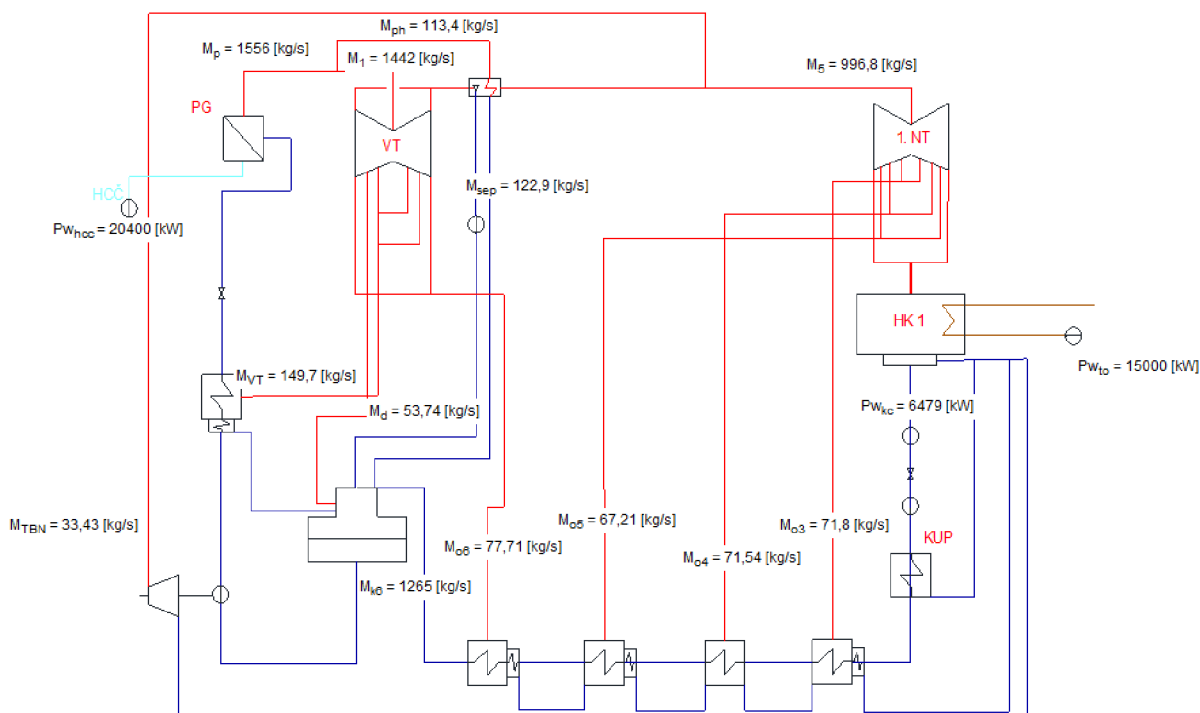 M_ph = 113,4 [kg/s]
M_p = 1556 [kg/s]
M_1 = 1442 [kg/s]
M_5 = 996,8 [kg/s]
PG
VT
1. NT
HCČ
M_sep = 122,9 [kg/s]
Pw_hcc = 20400 [kW]
HK 1
M_VT = 149,7 [kg/s]
Pw_to = 15000 [kW]
M_d = 53,74 [kg/s]
Pw_kc = 6479 [kW]
M_TBN = 33,43 [kg/s]
M_o5 = 67,21 [kg/s]
M_o3 = 71,8 [kg/s]
M_o6 = 77,71 [kg/s]
M_o4 = 71,54 [kg/s]
KUP
M_k6 = 1265 [kg/s]